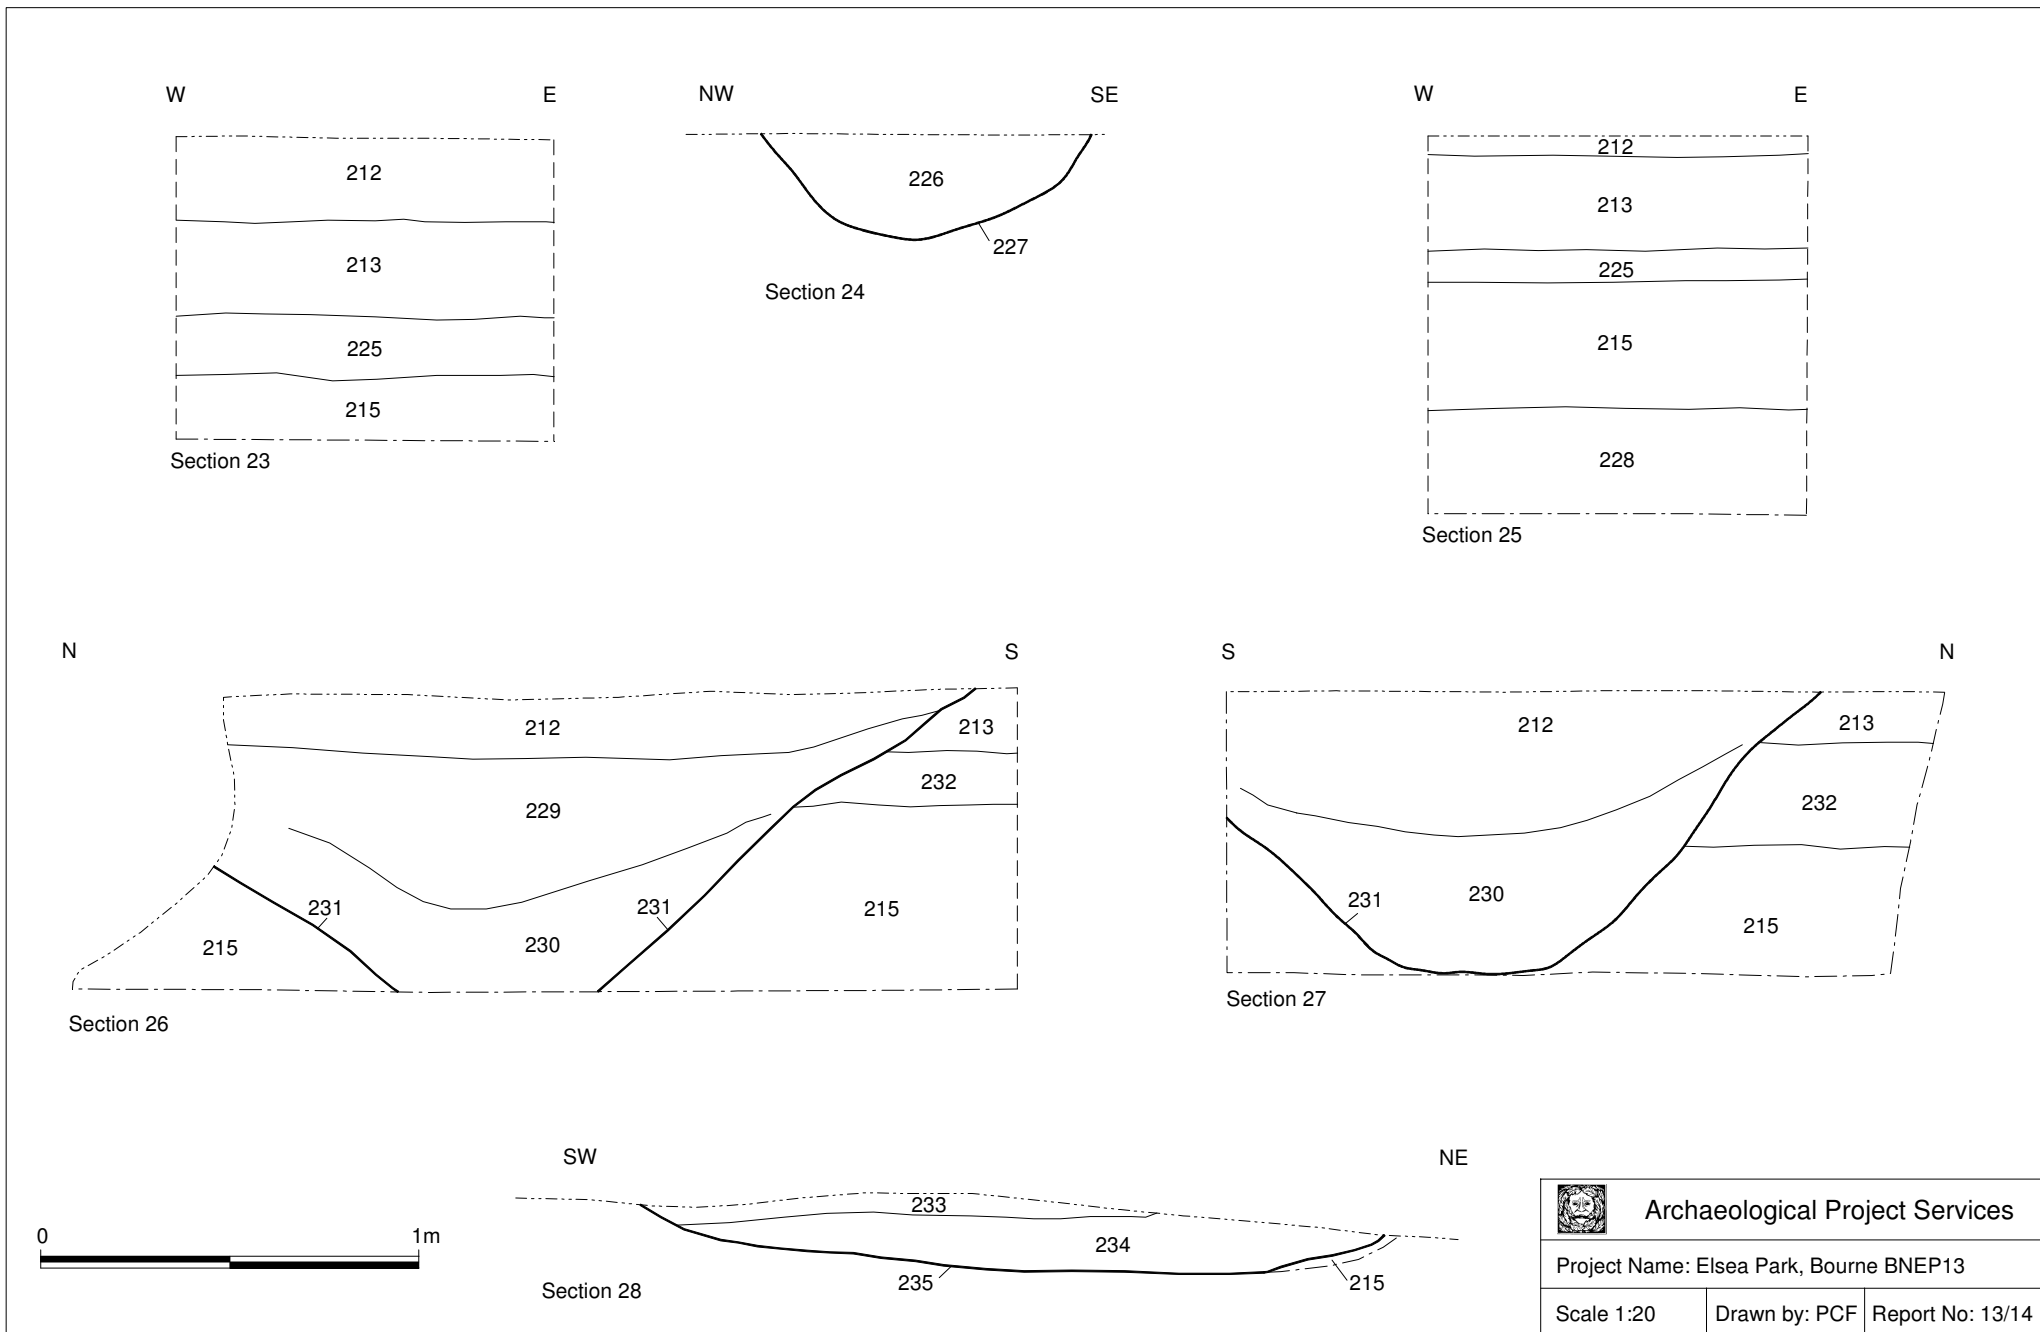 W E
212
213
225
215
Section 23
NW SE
226
227
Section 24
W E
212
213
225
215
228
Section 25
N S
212
213
232
229
231
231
215
215
230
Section 26
S N
212
213
232
230
231
215
Section 27
SW NE
233
234
235
215
Section 28
0 1m
Archaeological Project Services
Project Name: Elsea Park, Bourne BNEP13
Scale 1:20
Drawn by: PCF
Report No: 13/14